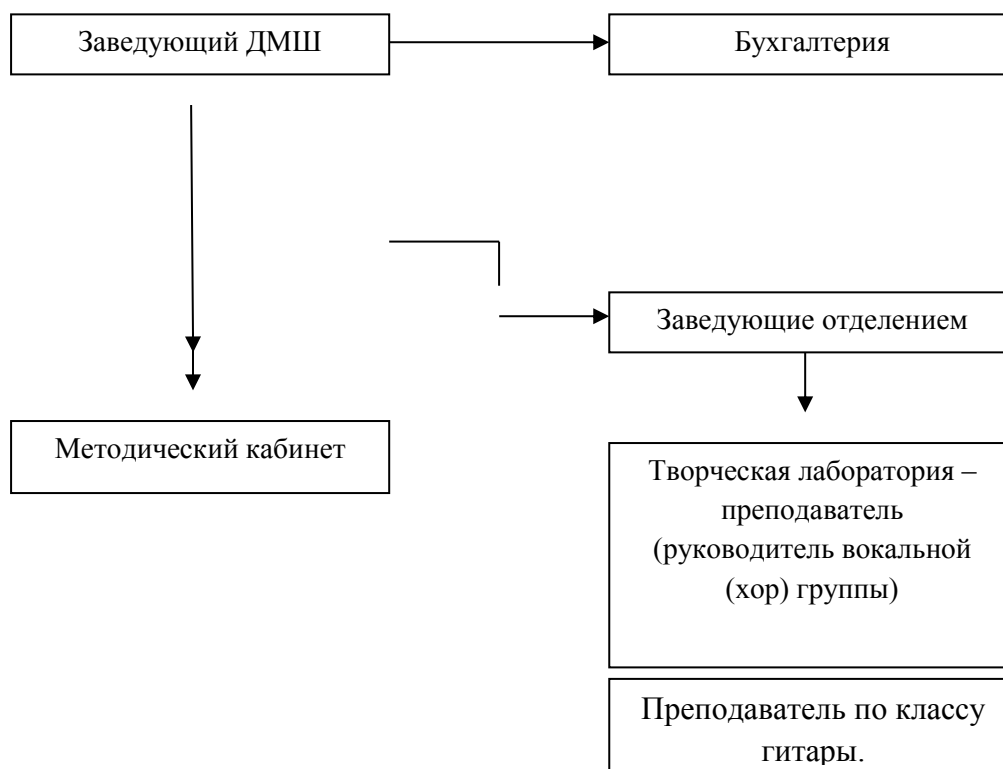 Заведующий ДМШ
Бухгалтерия
Заведующие отделением
Методический кабинет
Творческая лаборатория –
преподаватель
(руководитель вокальной
(хор) группы)
Преподаватель по классу
гитары.